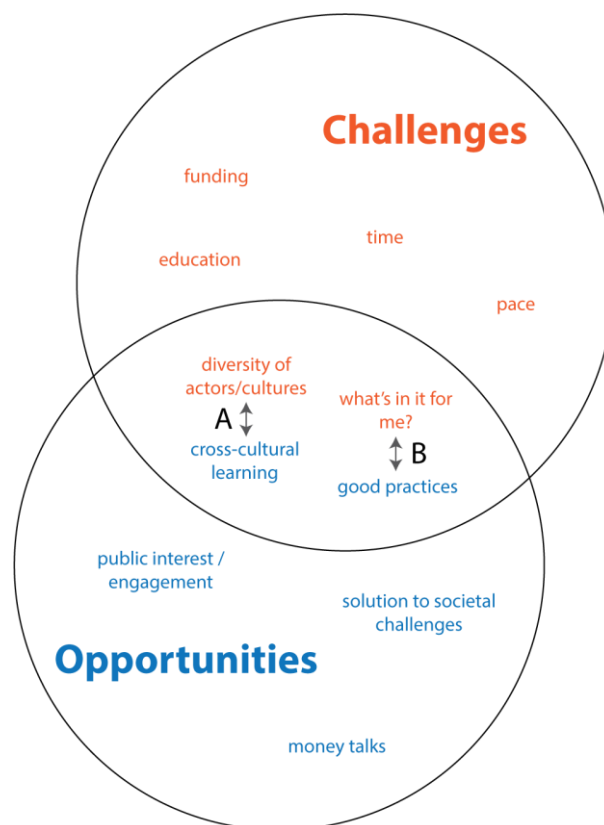 Challenges
funding
time
education
pace
diversity of
actors/cultures
what's in it for
me?
A
B
cross-cultural
learning
good practices
public interest /
engagement
solution to societal
challenges
Opportunities
money talks